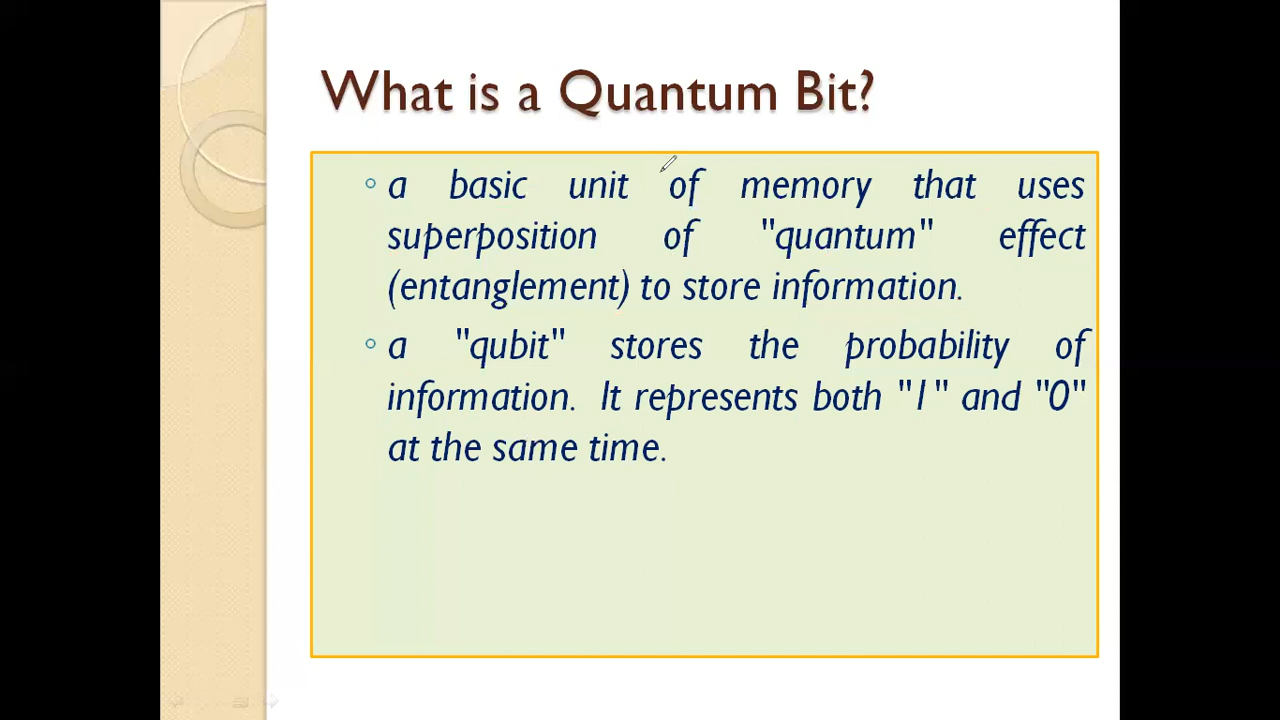 What is a Quantum Bit?
◦ a basic unit of memory that uses
superposition of "quantum" effect
(entanglement) to store information.
◦ a "qubit" stores the probability of
information. It represents both "1" and "0"
at the same time.